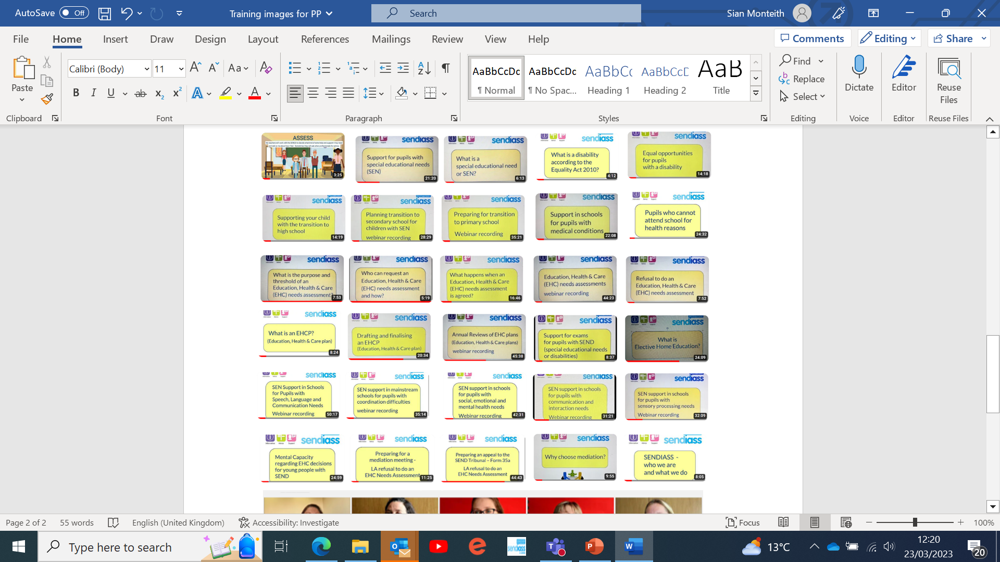 AutoSave Off
Training images for PP
Search
Sian Monteith
File Home Insert Draw Design Layout References Mailings Review View Help
Comments
Editing
Share
Paste
Calibri (Body)
11
Aa
AaBbCcDc
¶ Normal
AaBbCcDc
¶ No Spac...
AaBbCc
Heading 1
AaBbCcD
Heading 2
AaB
Title
Find
Replace
Select
Dictate
Editor
Reuse
Files
Clipboard
Font
Paragraph
Styles
Editing
Voice
Editor
Reuse Files
ASSESS
3:25
sendiass
Support for pupils with
special educational needs
(SEN)
21:20
sendiass
What is a
special educational need
or SEN?
6:13
sendiass
What is a disability
according to the
Equality Act 2010?
4:12
sendiass
Equal opportunities
for pupils
with a disability
14:18
sendiass
Supporting your child
with the transition to
high school
14:19
sendiass
Planning transition to
secondary school for
children with SEN
webinar recording
28:29
sendiass
Preparing for transition
to primary school
Webinar recording
35:21
sendiass
Support in schools
for pupils with
medical conditions
22:08
sendiass
Pupils who cannot
attend school for
health reasons
24:32
sendiass
What is the purpose and
threshold of an
Education, Health & Care
(EHC) needs assessment?
7:53
sendiass
Who can request an
Education, Health & Care
(EHC) needs assessment
and how?
5:19
sendiass
What happens when an
Education, Health & Care
(EHC) needs assessment
is agreed?
16:46
sendiass
Education, Health & Care
(EHC) needs assessments
webinar recording
44:23
sendiass
Refusal to do an
Education, Health & Care
(EHC) needs assessment
7:52
sendiass
What is an EHCP?
(Education, Health & Care plan)
8:24
sendiass
Drafting and finalising
an EHCP
(Education, Health & Care plan)
20:34
sendiass
Annual Reviews of EHC plans
(Education, Health & Care plans)
webinar recording
45:38
sendiass
Support for exams
for pupils with SEND
(special educational needs
or disabilities)
8:37
sendiass
What is
Elective Home Education?
24:09
sendiass
SEN Support in Schools
for Pupils with
Speech, Language and
Communication Needs
Webinar recording
50:17
sendiass
SEN support in mainstream
schools for pupils with
coordination difficulties
webinar recording
35:14
sendiass
SEN support in schools
for pupils with
social, emotional and
mental health needs
Webinar recording
42:31
sendiass
SEN support in schools
for pupils with
communication and
interaction needs
Webinar recording
31:21
sendiass
SEN support in schools
for pupils with
sensory processing needs
Webinar recording
32:09
sendiass
Mental Capacity
regarding EHC decisions
for young people with
SEND
24:59
sendiass
Preparing for a
mediation meeting -
LA refusal to do an
EHC Needs Assessment
11:25
sendiass
Preparing an appeal to the
SEND Tribunal – Form 35a
LA refusal to do an
EHC Needs Assessment
44:43
sendiass
Why choose mediation?
9:55
sendiass
SENDIASS -
who we are
and what we do
8:05
Page 2 of 2
55 words
English (United Kingdom)
Accessibility: Investigate
Focus
100%
Type here to search
13°C
12:20
23/03/2023
20